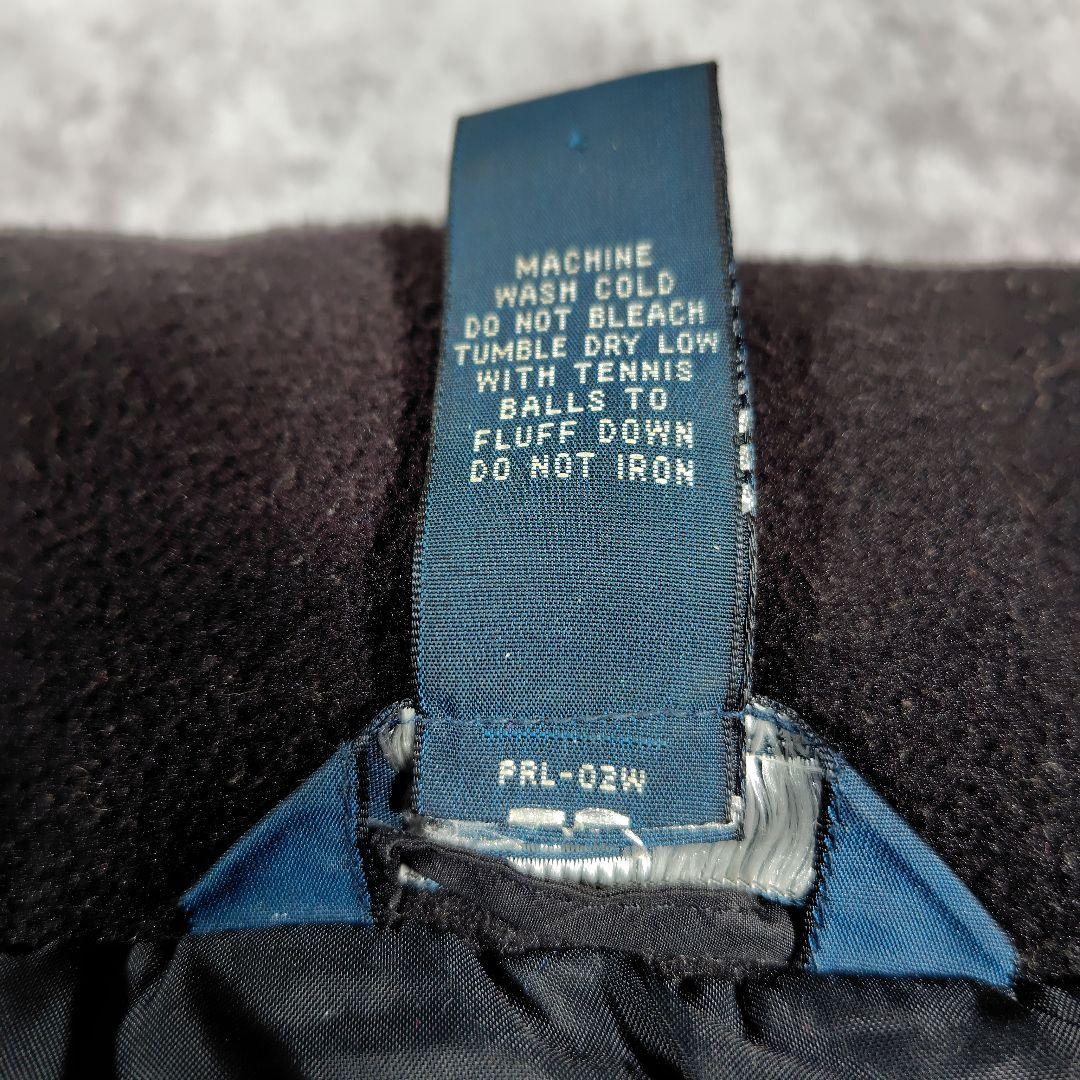 MACHINE
WASH COLD
DO NOT BLEACH
TUMBLE DRY LOW
WITH TENNIS
BALLS TO
FLUFF DOWN
DO NOT IRON
PRL-02W